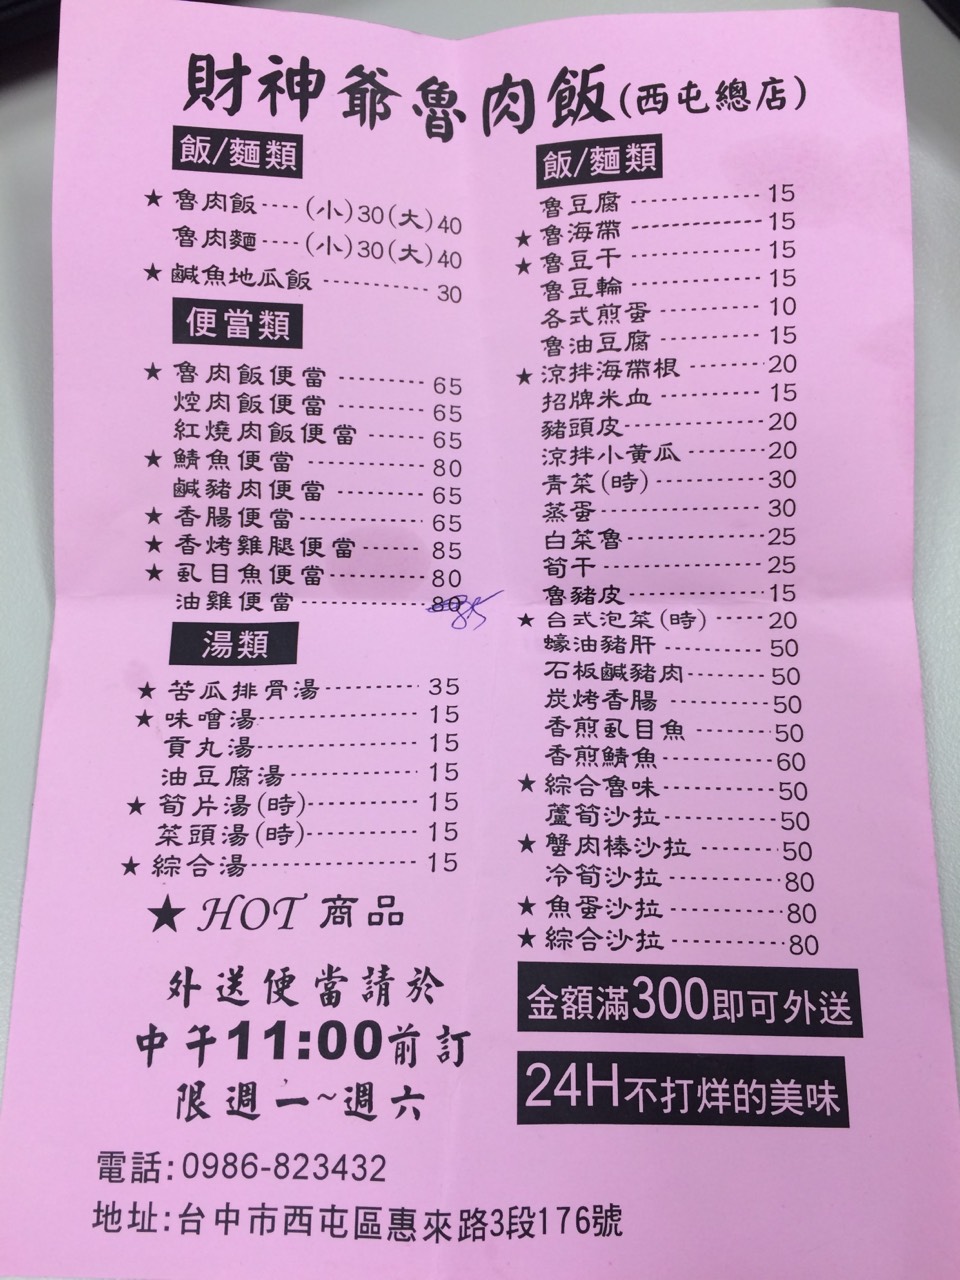 財神爺魯肉飯(西屯總店)
飯/麵類
★ 魯肉飯----(小)30(大)40
魯肉麵----(小)30(大)40
★ 鹹魚地瓜飯----------- 30
便當類
★ 魯肉飯便當--------- 65
焢肉飯便當--------- 65
紅燒肉飯便當------ 65
★ 鯖魚便當------------ 80
鹹豬肉便當--------- 65
★ 香腸便當------------ 65
★ 香烤雞腿便當------ 85
★ 虱目魚便當--------- 80
油雞便當------------ 80 85
湯類
★ 苦瓜排骨湯--------- 35
★ 味噌湯--------------- 15
貢丸湯--------------- 15
油豆腐湯------------ 15
★ 筍片湯(時)---------- 15
菜頭湯(時)---------- 15
★ 綜合湯--------------- 15
★ HOT 商品
外送便當請於
中午11:00前訂
限週一~週六
飯/麵類
魯豆腐------------- 15
★ 魯海帶------------- 15
★ 魯豆干------------- 15
魯豆輪------------- 15
各式煎蛋---------- 10
魯油豆腐---------- 15
★ 涼拌海帶根------- 20
招牌米血---------- 15
豬頭皮------------- 20
涼拌小黃瓜------- 20
青菜(時)----------- 30
蒸蛋---------------- 30
白菜魯------------- 25
筍干---------------- 25
魯豬皮------------- 15
★ 台式泡菜(時)----- 20
蠔油豬肝---------- 50
石板鹹豬肉------- 50
炭烤香腸---------- 50
香煎虱目魚------- 50
香煎鯖魚---------- 60
★ 綜合魯味---------- 50
蘆筍沙拉---------- 50
★ 蟹肉棒沙拉------- 50
冷筍沙拉---------- 80
★ 魚蛋沙拉---------- 80
★ 綜合沙拉---------- 80
金額滿300即可外送
24H不打烊的美味
電話:0986-823432
地址:台中市西屯區惠來路3段176號